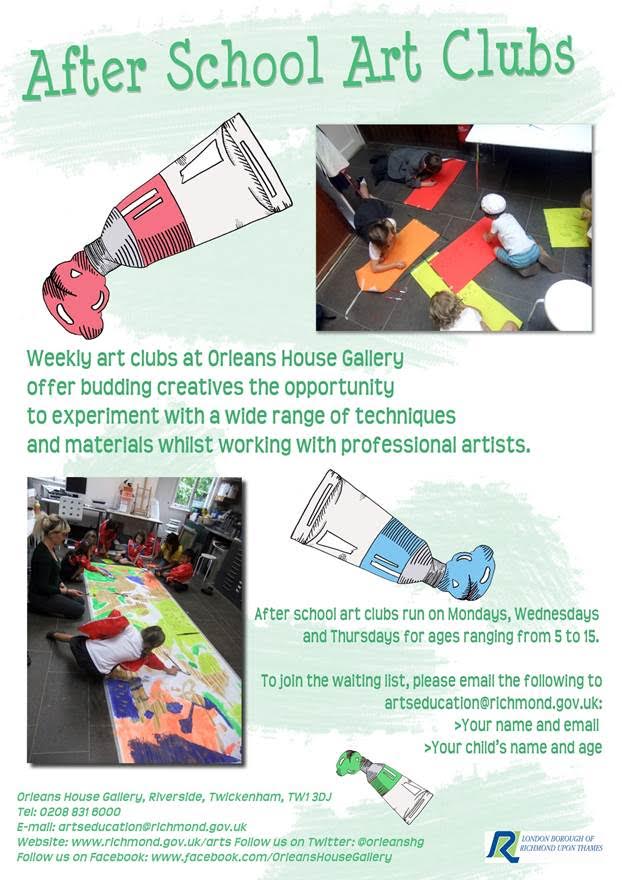 After School Art Clubs
Weekly art clubs at Orleans House Gallery
offer budding creatives the opportunity
to experiment with a wide range of techniques
and materials whilst working with professional artists.
After school art clubs run on Mondays, Wednesdays
and Thursdays for ages ranging from 5 to 15.
To join the waiting list, please email the following to
artseducation@richmond.gov.uk:
>Your name and email
>Your child's name and age
Orleans House Gallery, Riverside, Twickenham, TW1 3DJ
Tel: 0208 831 6000
E-mail: artseducation@richmond.gov.uk
Website: www.richmond.gov.uk/arts Follow us on Twitter: @orleanshg
Follow us on Facebook: www.facebook.com/OrleansHouseGallery
LONDON BOROUGH OF
RICHMOND UPON THAMES